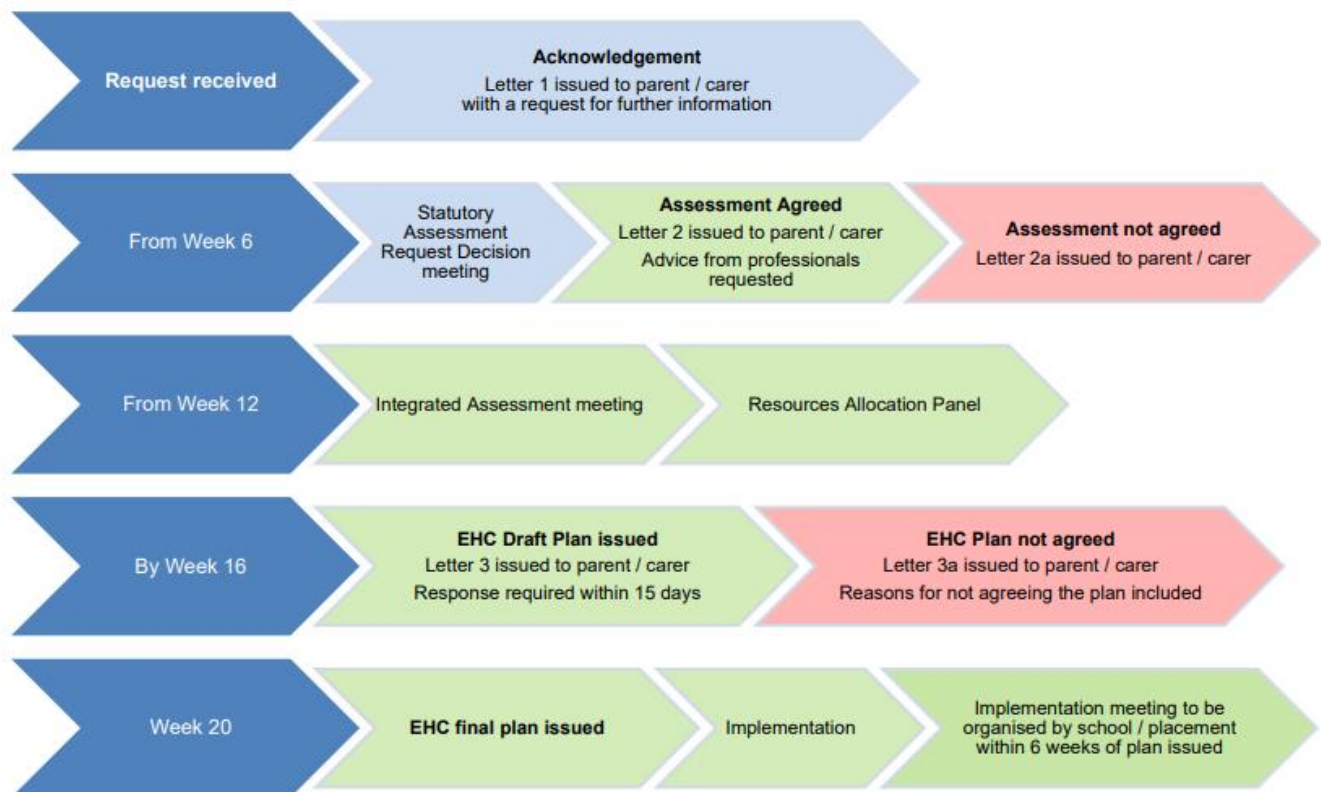 Request received
Acknowledgement
Letter 1 issued to parent / carer
wiith a request for further information
From Week 6
Statutory
Assessment
Request Decision
meeting
Assessment Agreed
Letter 2 issued to parent / carer
Advice from professionals
requested
Assessment not agreed
Letter 2a issued to parent / carer
From Week 12
Integrated Assessment meeting
Resources Allocation Panel
By Week 16
EHC Draft Plan issued
Letter 3 issued to parent / carer
Response required within 15 days
EHC Plan not agreed
Letter 3a issued to parent / carer
Reasons for not agreeing the plan included
Week 20
EHC final plan issued
Implementation
Implementation meeting to be
organised by school / placement
within 6 weeks of plan issued